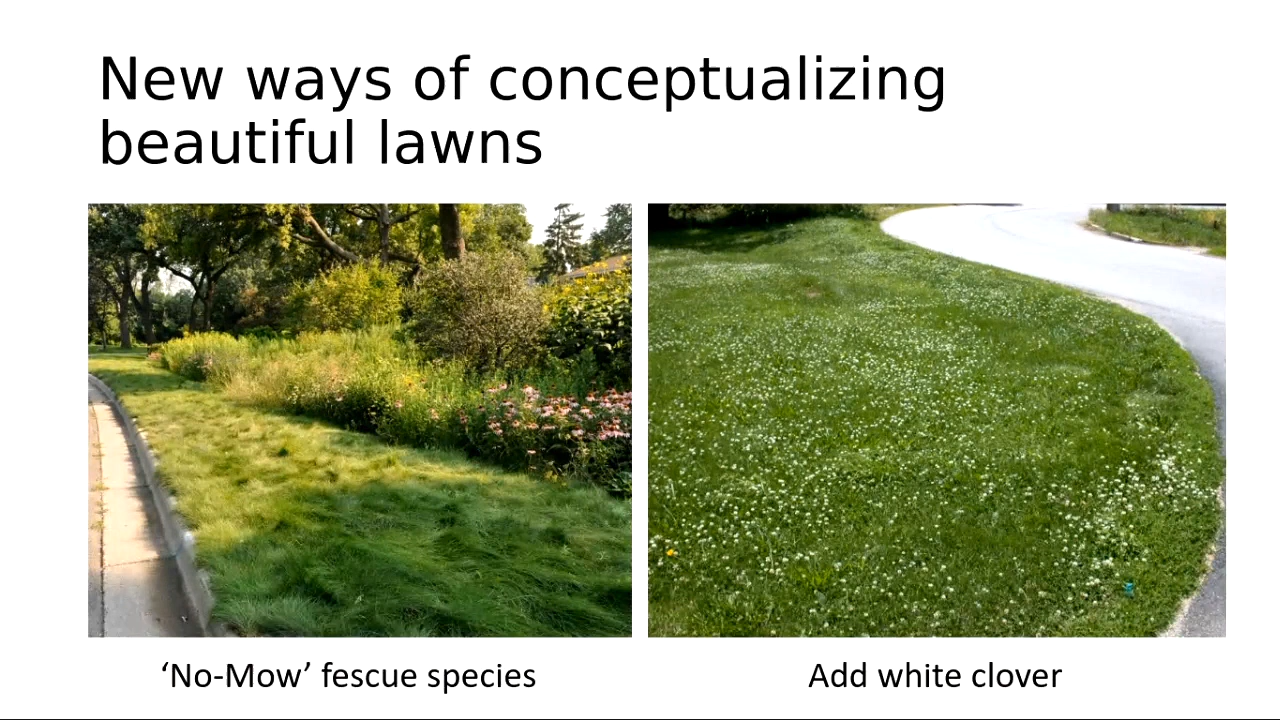 New ways of conceptualizing
beautiful lawns
‘No-Mow’ fescue species
Add white clover